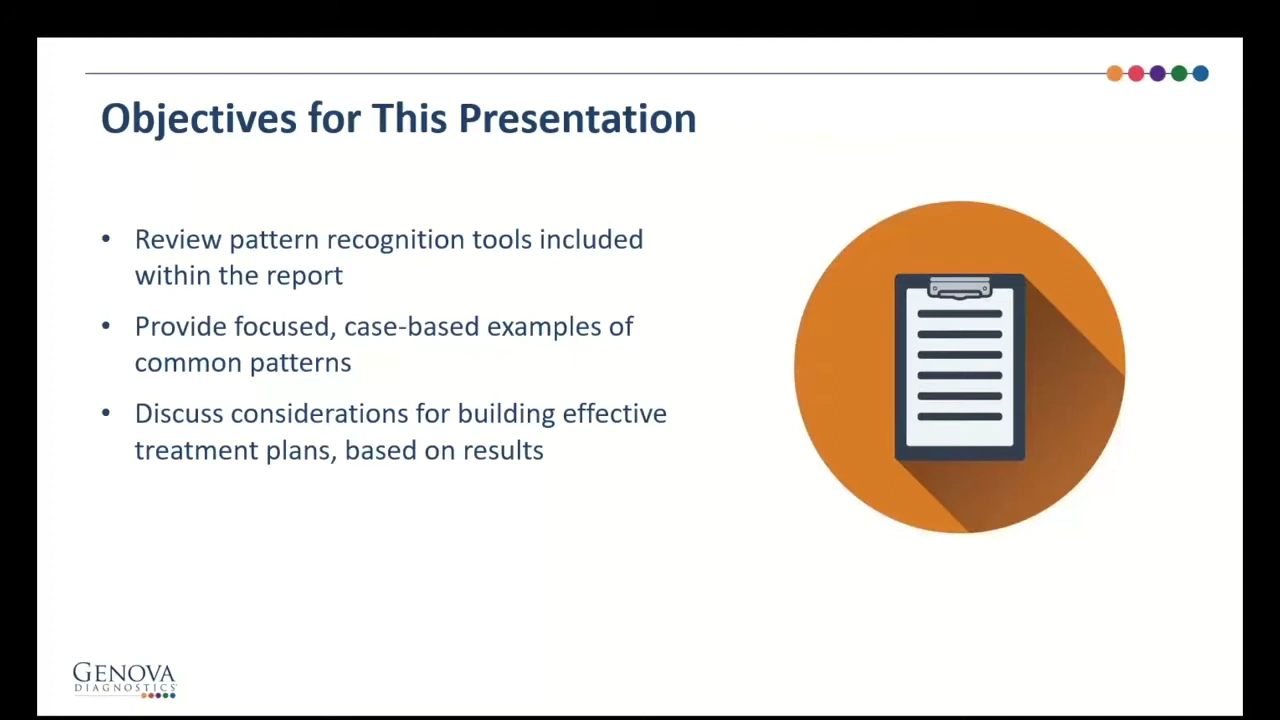 Objectives for This Presentation
• Review pattern recognition tools included
within the report
• Provide focused, case-based examples of
common patterns
• Discuss considerations for building effective
treatment plans, based on results
GENOVA
DIAGNOSTICS